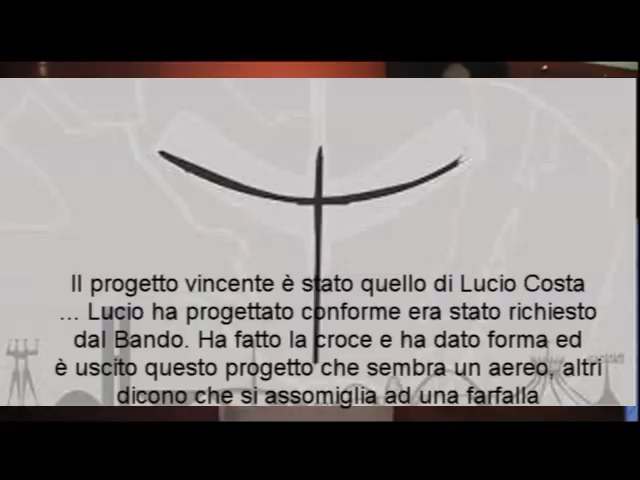 Il progetto vincente è stato quello di Lucio Costa
... Lucio ha progettato conforme era stato richiesto
dal Bando. Ha fatto la croce e ha dato forma ed
è uscito questo progetto che sembra un aereo, altri
dicono che si assomiglia ad una farfalla